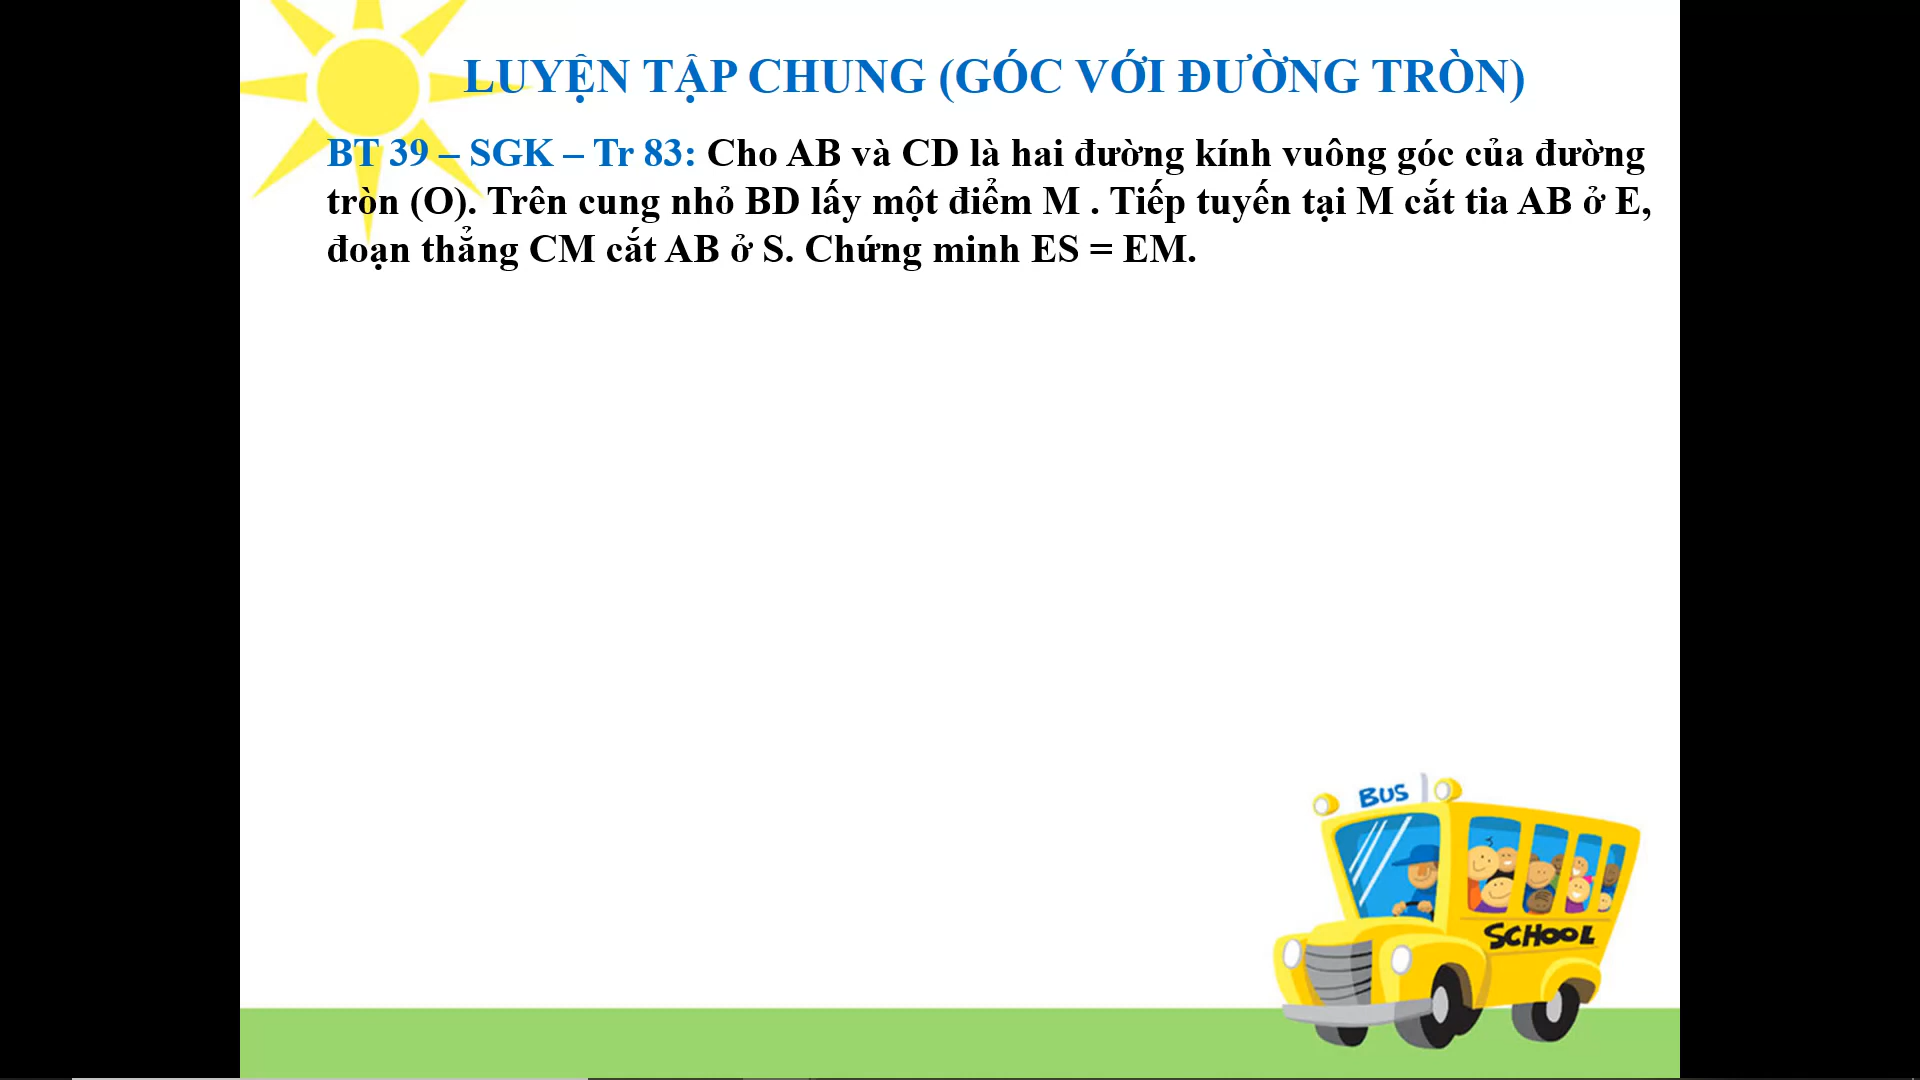 LUYỆN TẬP CHUNG (GÓC VỚI ĐƯỜNG TRÒN)
BT 39 – SGK – Tr 83: Cho AB và CD là hai đường kính vuông góc của đường
tròn (O). Trên cung nhỏ BD lấy một điểm M . Tiếp tuyến tại M cắt tia AB ở E,
đoạn thẳng CM cắt AB ở S. Chứng minh ES = EM.
BUS
SCHOOL